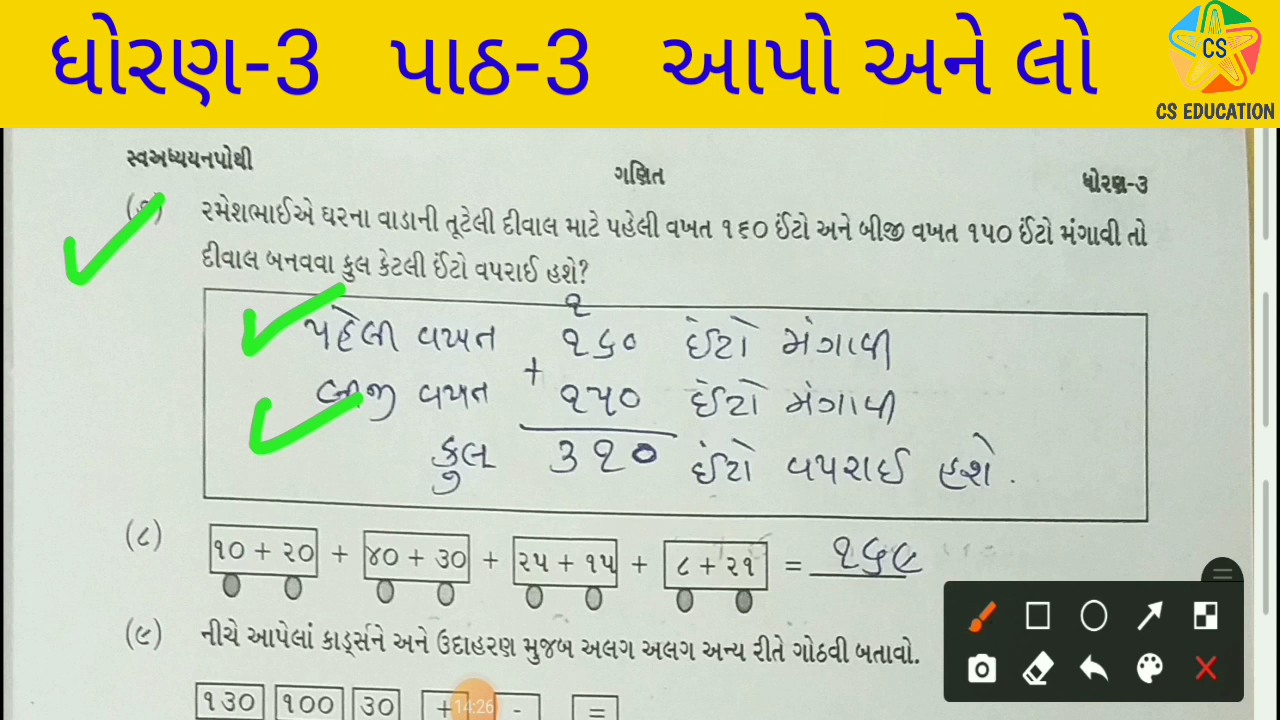 ધોરણ-3 પાઠ-3 આપો અને લો
CS
CS EDUCATION
સ્વઅધ્યયનપોથી ગણિત ધોરણ-૩
રમેશભાઈએ ઘરના વાડાની તૂટેલી દીવાલ માટે પહેલી વખત ૧૬૦ ઈંટો અને બીજી વખત ૧૫૦ ઈંટો મંગાવી તો
દીવાલ બનવવા કુલ કેટલી ઈંટો વપરાઈ હશે?
૧
પહેલી વખત ૧૬૦ ઈંટો મંગાવી
+
બીજી વખત ૧૫૦ ઈંટો મંગાવી
કુલ ૩૧૦ ઈંટો વપરાઈ હશે.
(૮) ૧૦ + ૨૦ + ૪૦ + ૩૦ + ૨૫ + ૧૫ + ૮ + ૨૧ = ૧૬૯
(૯) નીચે આપેલાં કાર્ડ્સને અને ઉદાહરણ મુજબ અલગ અલગ અન્ય રીતે ગોઠવી બતાવો.
૧૩૦ ૧૦૦ ૩૦ + - =
14:26